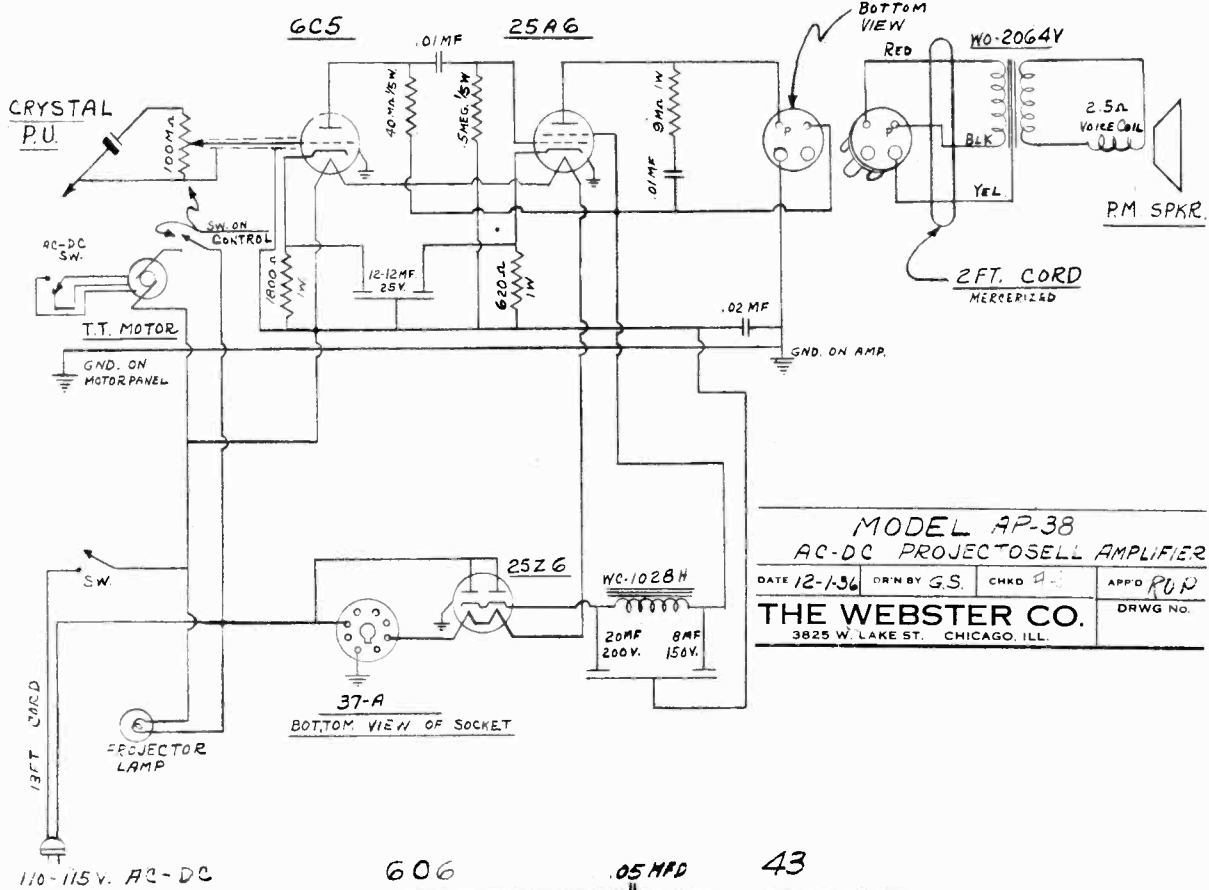 6C5
25A6
BOTTOM
VIEW
WO-2064V
RED
.01MF
CRYSTAL
P.U.
100MΩ
40MΩ 1/5W
.5MEG. 1/5W
9MΩ 1W
.01MF
P
P
BLK
2.5Ω
VOICE COIL
YEL
P.M. SPKR.
SW. ON
CONTROL
AC-DC
SW.
1800Ω
1W
12-12MF.
25V.
620Ω
1W
2FT. CORD
MERCERIZED
.02 MF
T.T. MOTOR
GND. ON
MOTOR PANEL
GND. ON AMP.
MODEL AP-38
AC-DC PROJECTOSELL AMPLIFIER
DATE 12-1-36 DR'N BY G.S. CHKD APP'D
THE WEBSTER CO.
DRWG No.
3825 W. LAKE ST. CHICAGO, ILL.
SW.
25Z6
WC-1028H
20MF
200V.
8MF
150V.
37-A
BOTTOM VIEW OF SOCKET
13FT CORD
PROJECTOR
LAMP
110-115V. AC-DC
606
.05 MFD
43